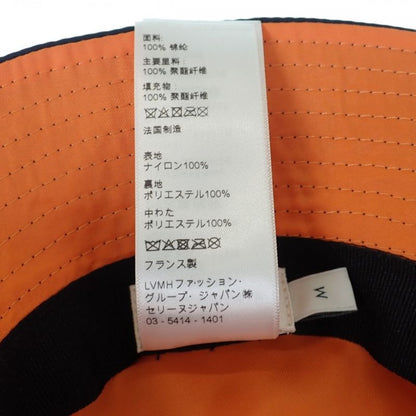 面料:
100% 锦纶
主要里料:
100% 聚酯纤维
填充物:
100% 聚酯纤维
法国制造
表地
ナイロン100%
裏地
ポリエステル100%
中わた
ポリエステル100%
フランス製
LVMHファッション・
グループ・ジャパン㈱
セリーヌジャパン
03 - 5414 - 1401
M